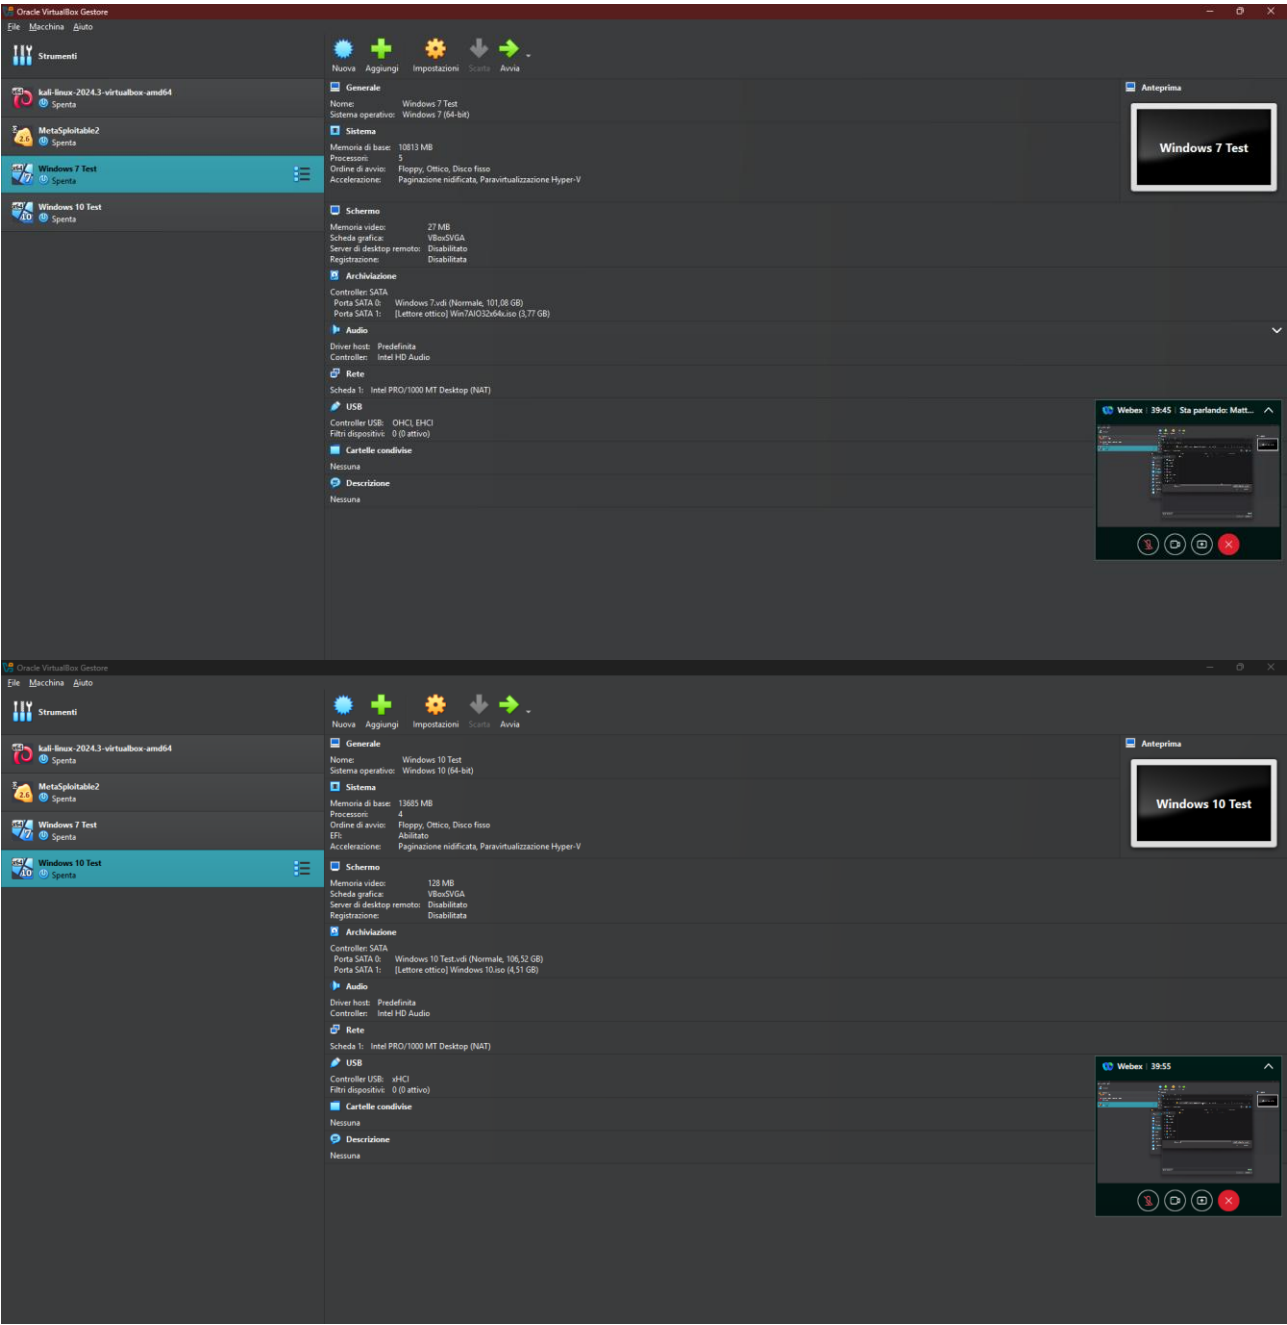 Oracle VirtualBox Gestore
File Macchina Aiuto
Strumenti
Nuova Aggiungi Impostazioni Scarta Avvia
kali-linux-2024.3-virtualbox-amd64
Spenta
MetaSploitable2
Spenta
Windows 7 Test
Spenta
Windows 10 Test
Spenta
Generale
Nome: Windows 7 Test
Sistema operativo: Windows 7 (64-bit)
Sistema
Memoria di base: 10813 MB
Processori: 5
Ordine di avvio: Floppy, Ottico, Disco fisso
Accelerazione: Paginazione nidificata, Paravirtualizzazione Hyper-V
Schermo
Memoria video: 27 MB
Scheda grafica: VBoxSVGA
Server di desktop remoto: Disabilitato
Registrazione: Disabilitata
Archiviazione
Controller: SATA
Porta SATA 0: Windows 7.vdi (Normale, 101,08 GB)
Porta SATA 1: [Lettore ottico] Win7AIO32x64x.iso (3,77 GB)
Audio
Driver host: Predefinita
Controller: Intel HD Audio
Rete
Scheda 1: Intel PRO/1000 MT Desktop (NAT)
USB
Controller USB: OHCI, EHCI
Filtri dispositivi: 0 (0 attivo)
Cartelle condivise
Nessuna
Descrizione
Nessuna
Anteprima
Windows 7 Test
Webex 39:45 Sta parlando: Matt...
Oracle VirtualBox Gestore
File Macchina Aiuto
Strumenti
Nuova Aggiungi Impostazioni Scarta Avvia
kali-linux-2024.3-virtualbox-amd64
Spenta
MetaSploitable2
Spenta
Windows 7 Test
Spenta
Windows 10 Test
Spenta
Generale
Nome: Windows 10 Test
Sistema operativo: Windows 10 (64-bit)
Sistema
Memoria di base: 13685 MB
Processori: 4
Ordine di avvio: Floppy, Ottico, Disco fisso
EFI: Abilitato
Accelerazione: Paginazione nidificata, Paravirtualizzazione Hyper-V
Schermo
Memoria video: 128 MB
Scheda grafica: VBoxSVGA
Server di desktop remoto: Disabilitato
Registrazione: Disabilitata
Archiviazione
Controller: SATA
Porta SATA 0: Windows 10 Test.vdi (Normale, 106,52 GB)
Porta SATA 1: [Lettore ottico] Windows 10.iso (4,51 GB)
Audio
Driver host: Predefinita
Controller: Intel HD Audio
Rete
Scheda 1: Intel PRO/1000 MT Desktop (NAT)
USB
Controller USB: xHCI
Filtri dispositivi: 0 (0 attivo)
Cartelle condivise
Nessuna
Descrizione
Nessuna
Anteprima
Windows 10 Test
Webex 39:55